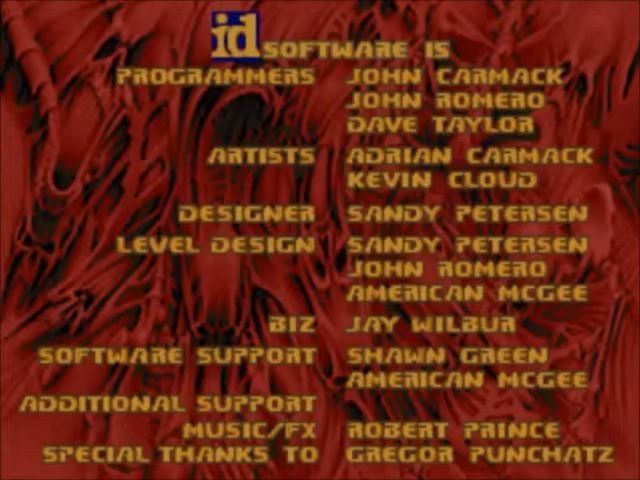 id SOFTWARE IS
PROGRAMMERS JOHN CARMACK
JOHN ROMERO
DAVE TAYLOR
ARTISTS ADRIAN CARMACK
KEVIN CLOUD
DESIGNER SANDY PETERSEN
LEVEL DESIGN SANDY PETERSEN
JOHN ROMERO
AMERICAN MCGEE
BIZ JAY WILBUR
SOFTWARE SUPPORT SHAWN GREEN
AMERICAN MCGEE
ADDITIONAL SUPPORT
MUSIC/FX ROBERT PRINCE
SPECIAL THANKS TO GREGOR PUNCHATZ